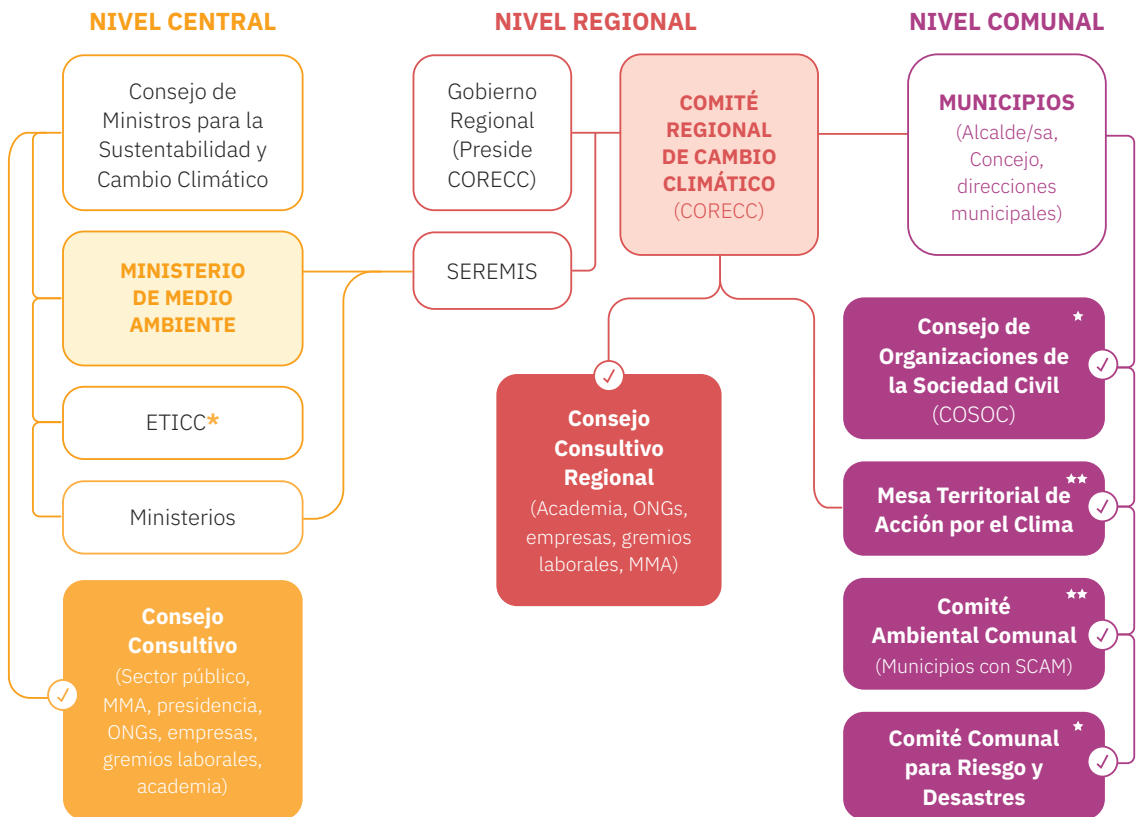 NIVEL CENTRAL
Consejo de
Ministros para la
Sustentabilidad y
Cambio Climático
MINISTERIO
DE MEDIO
AMBIENTE
ETICC*
Ministerios
Consejo
Consultivo
(Sector público,
MMA, presidencia,
ONGs, empresas,
gremios laborales,
academia)
NIVEL REGIONAL
Gobierno
Regional
(Preside
CORECC)
SEREMIS
COMITÉ
REGIONAL
DE CAMBIO
CLIMÁTICO
(CORECC)
Consejo
Consultivo
Regional
(Academia, ONGs,
empresas, gremios
laborales, MMA)
NIVEL COMUNAL
MUNICIPIOS
(Alcalde/sa,
Concejo,
direcciones
municipales)
Consejo de
Organizaciones de
la Sociedad Civil
(COSOC)
Mesa Territorial de
Acción por el Clima
Comité
Ambiental Comunal
(Municipios con SCAM)
Comité Comunal
para Riesgo y
Desastres